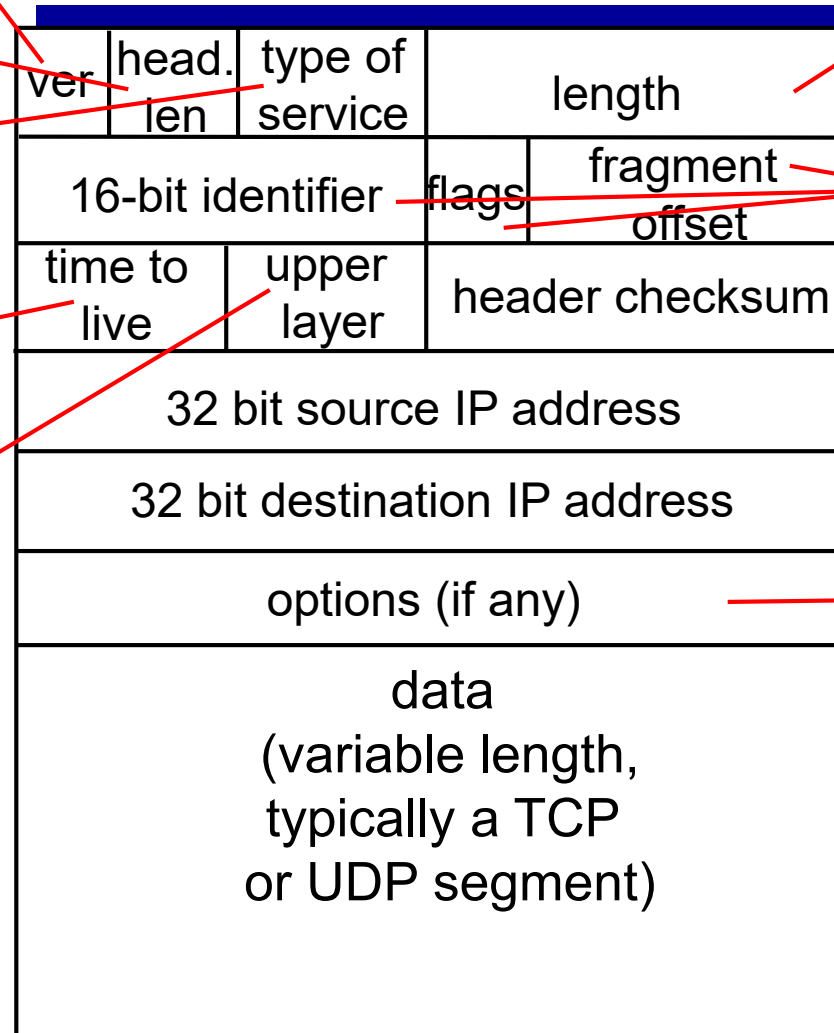 ver
head.
len
type of
service
length
16-bit identifier
flags
fragment
offset
time to
live
upper
layer
header checksum
32 bit source IP address
32 bit destination IP address
options (if any)
data
(variable length,
typically a TCP
or UDP segment)